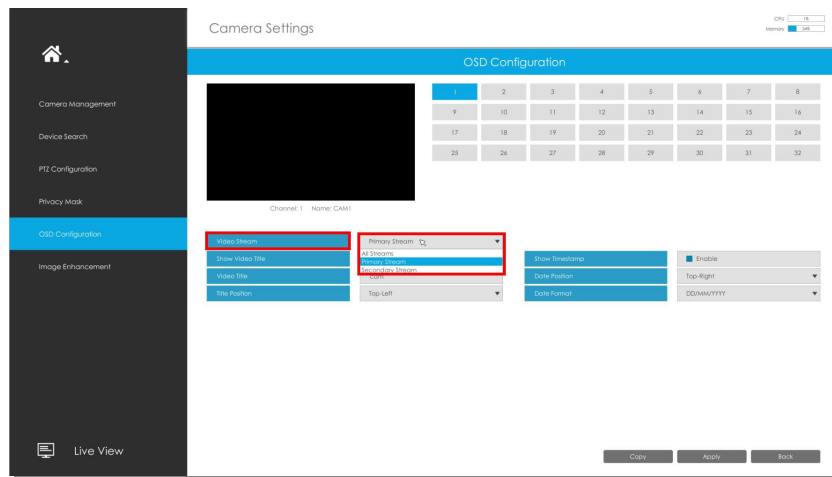 Camera Settings
CPU 1%
Memory 24%
OSD Configuration
Camera Management
Device Search
PTZ Configuration
Privacy Mask
OSD Configuration
Image Enhancement
Live View
1 2 3 4 5 6 7 8
9 10 11 12 13 14 15 16
17 18 19 20 21 22 23 24
25 26 27 28 29 30 31 32
Channel: 1 Name: CAM1
Video Stream Primary Stream
All Streams
Primary Stream
Secondary Stream
Show Video Title Show Timestamp Enable
Video Title Cam Date Position Top-Right
Title Position Top-Left Date Format DD/MM/YYYY
Copy Apply Back